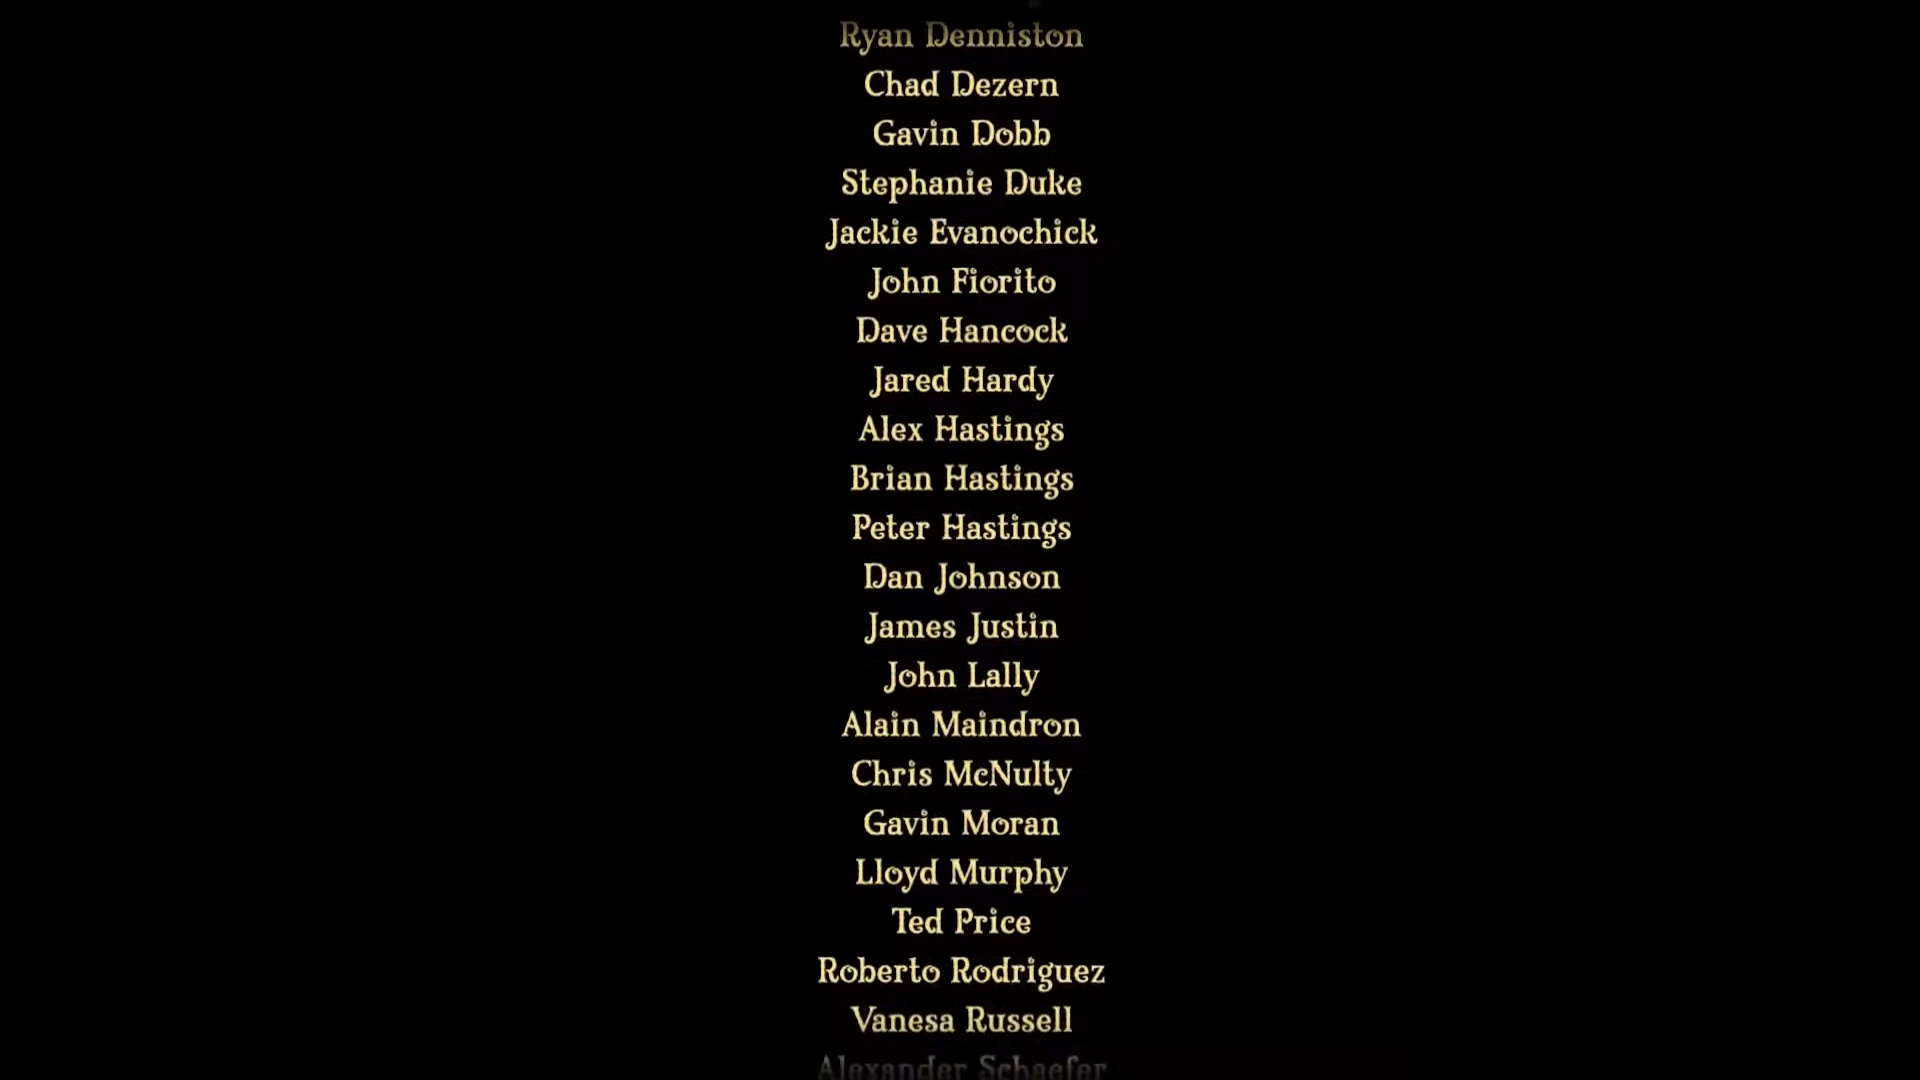 Ryan Denniston
Chad Dezern
Gavin Dobb
Stephanie Duke
Jackie Evanochick
John Fiorito
Dave Hancock
Jared Hardy
Alex Hastings
Brian Hastings
Peter Hastings
Dan Johnson
James Justin
John Lally
Alain Maindron
Chris McNulty
Gavin Moran
Lloyd Murphy
Ted Price
Roberto Rodriguez
Vanesa Russell
Alexander Schaefer